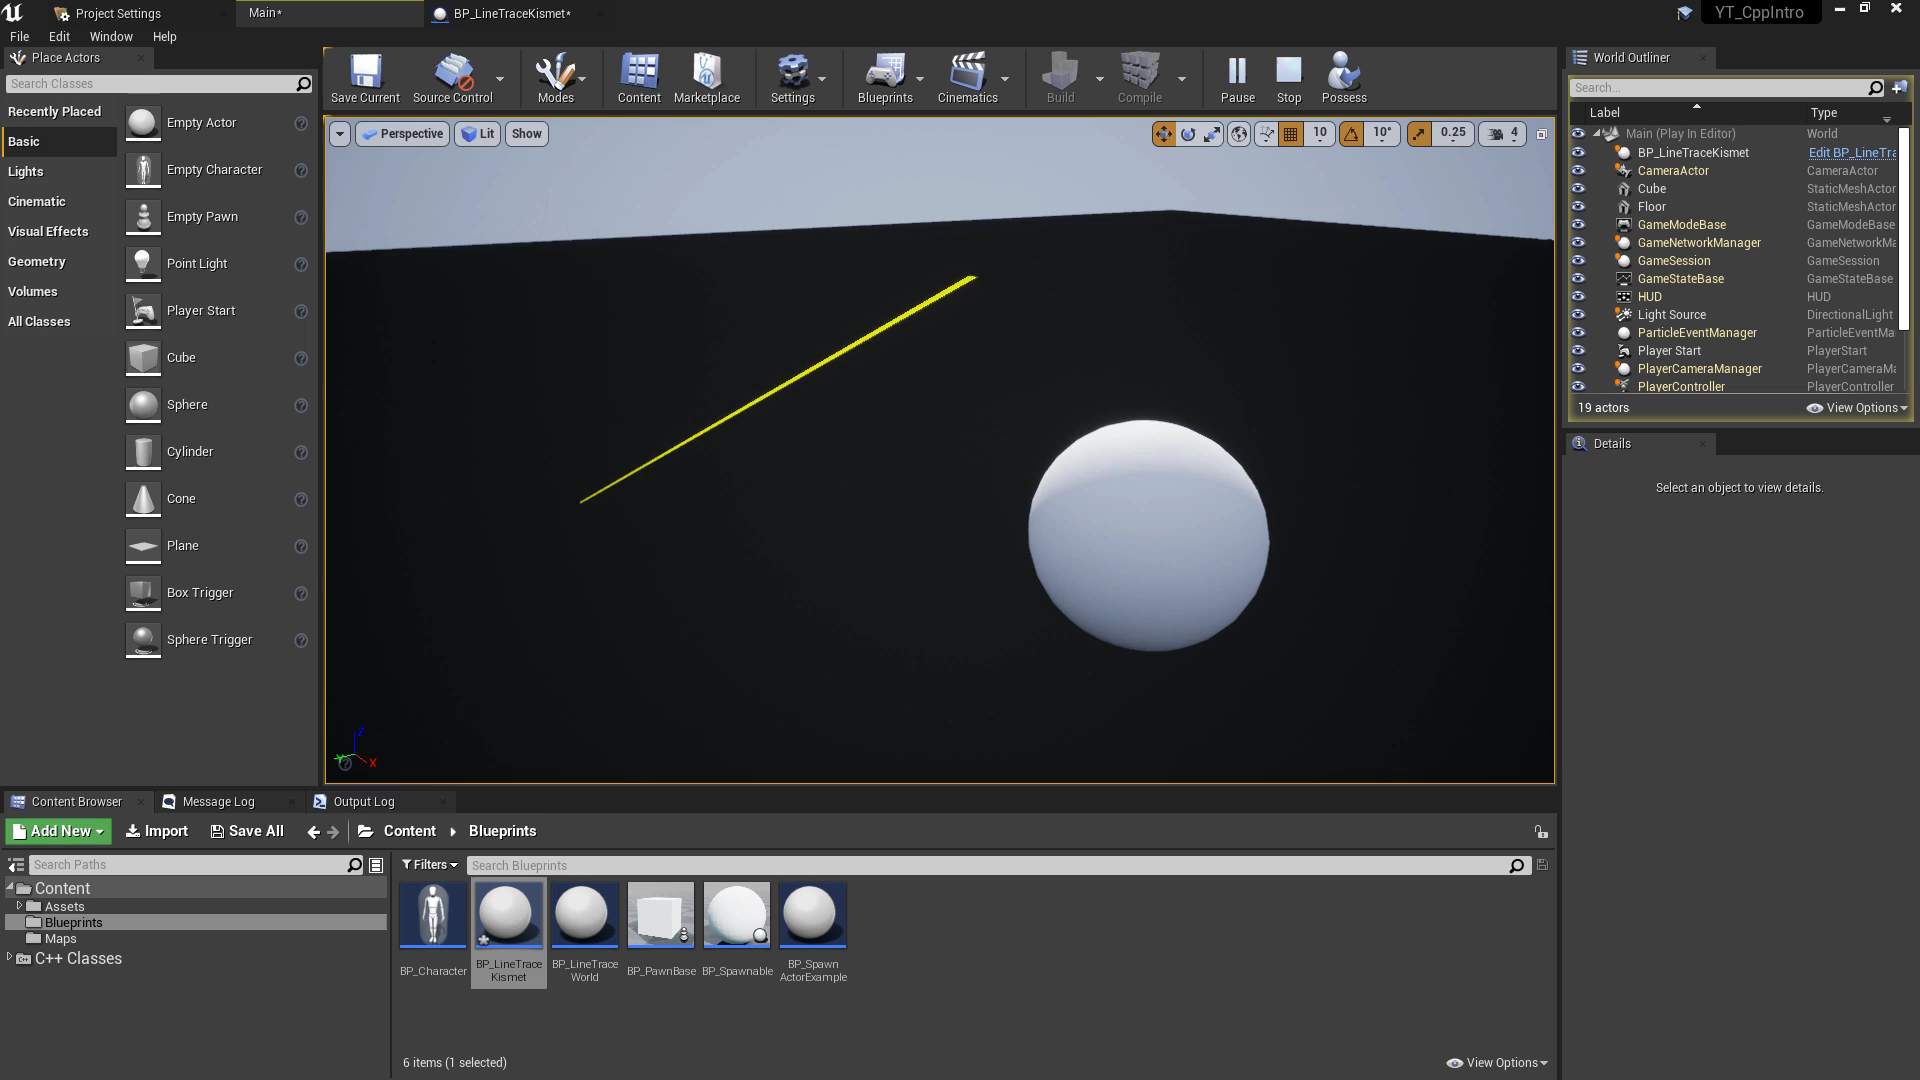 Project Settings
Main*
BP_LineTraceKismet*
YT_CppIntro
File
Edit
Window
Help
Place Actors
Search Classes
Recently Placed
Basic
Lights
Cinematic
Visual Effects
Geometry
Volumes
All Classes
Empty Actor
Empty Character
Empty Pawn
Point Light
Player Start
Cube
Sphere
Cylinder
Cone
Plane
Box Trigger
Sphere Trigger
Save Current
Source Control
Modes
Content
Marketplace
Settings
Blueprints
Cinematics
Build
Compile
Pause
Stop
Possess
Perspective
Lit
Show
10
10°
0.25
4
Z
Y
X
World Outliner
Search...
Label
Type
Main (Play In Editor)
World
BP_LineTraceKismet
Edit BP_LineTra
CameraActor
CameraActor
Cube
StaticMeshActor
Floor
StaticMeshActor
GameModeBase
GameModeBase
GameNetworkManager
GameNetworkMa
GameSession
GameSession
GameStateBase
GameStateBase
HUD
HUD
Light Source
DirectionalLight
ParticleEventManager
ParticleEventMa
Player Start
PlayerStart
PlayerCameraManager
PlayerCameraMa
PlayerController
PlayerController
19 actors
View Options
Details
Select an object to view details.
Content Browser
Message Log
Output Log
Add New
Import
Save All
Content
Blueprints
Search Paths
Content
Assets
Blueprints
Maps
C++ Classes
Filters
Search Blueprints
BP_Character
BP_LineTrace
Kismet
BP_LineTrace
World
BP_PawnBase
BP_Spawnable
BP_Spawn
ActorExample
6 items (1 selected)
View Options